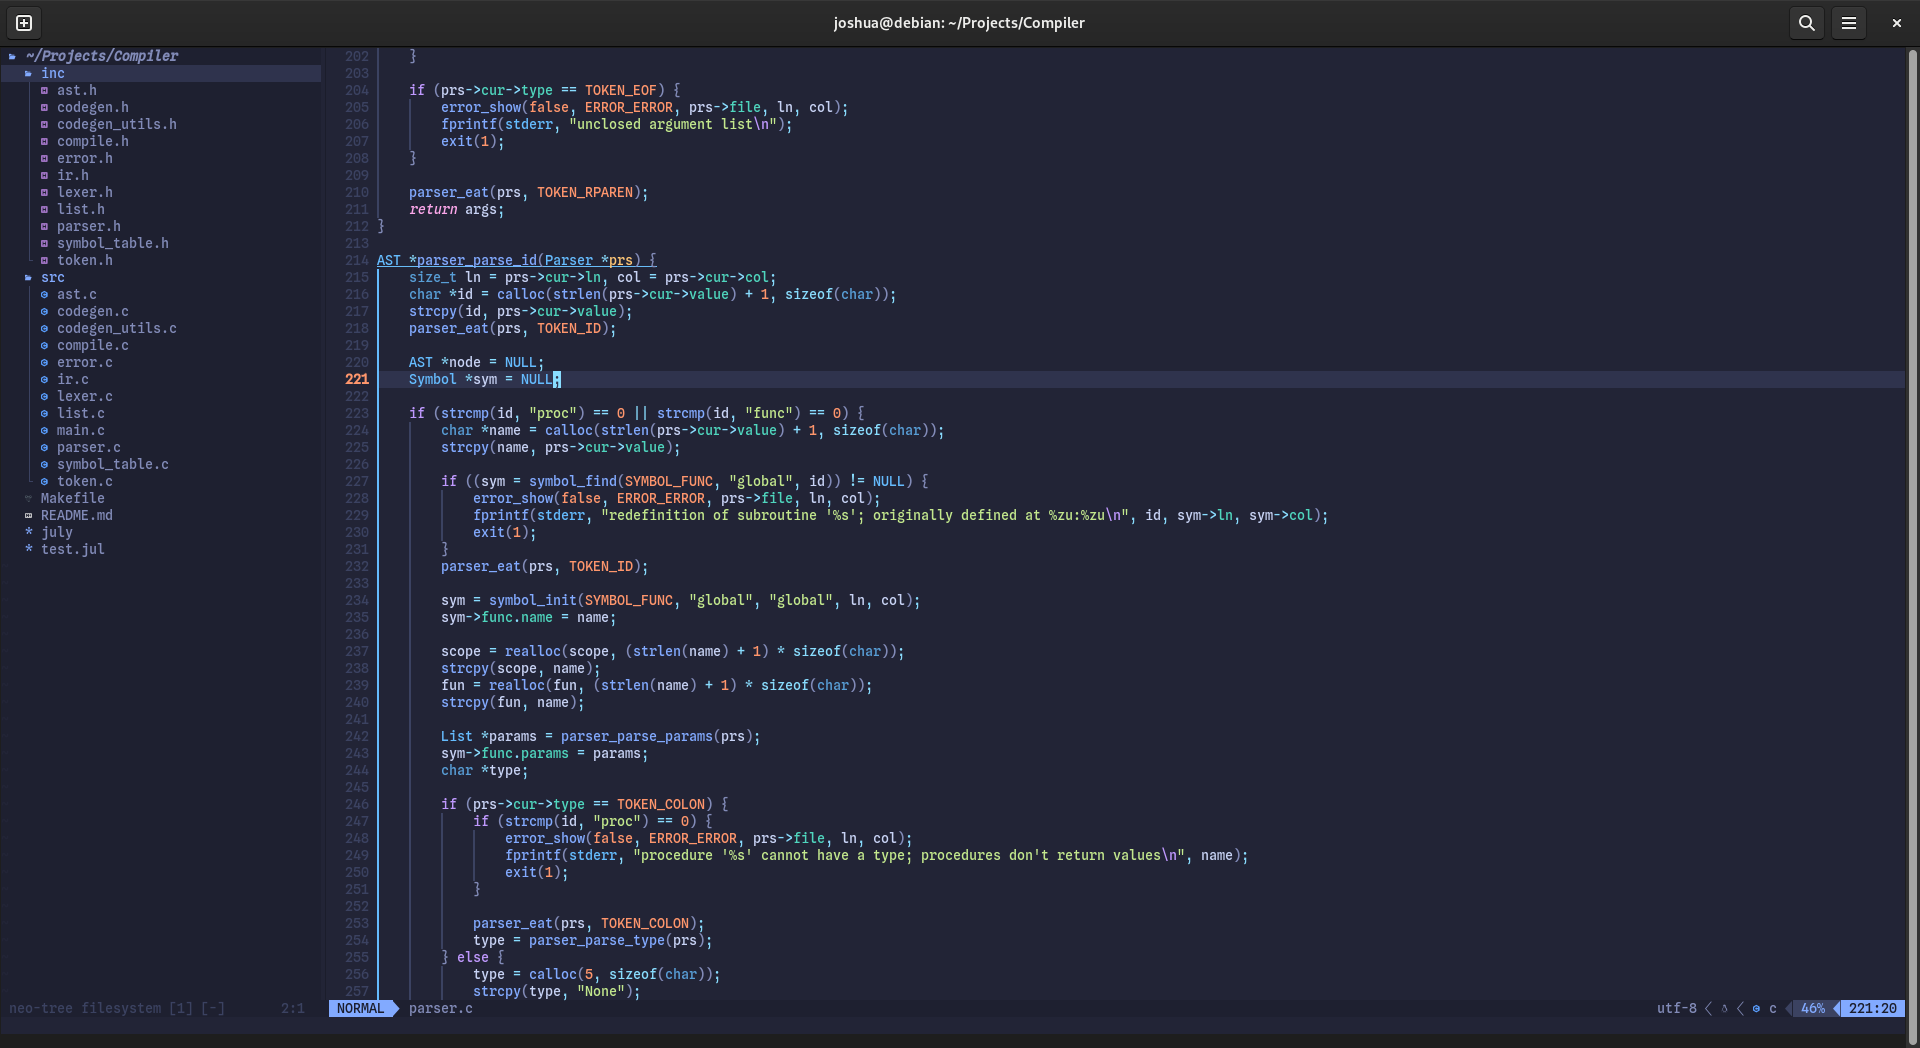 joshua@debian: ~/Projects/Compiler
~/Projects/Compiler
inc
ast.h
codegen.h
codegen_utils.h
compile.h
error.h
ir.h
lexer.h
list.h
parser.h
symbol_table.h
token.h
src
ast.c
codegen.c
codegen_utils.c
compile.c
error.c
ir.c
lexer.c
list.c
main.c
parser.c
symbol_table.c
token.c
Makefile
README.md
* july
* test.jul
202     }
203
204     if (prs->cur->type == TOKEN_EOF) {
205         error_show(false, ERROR_ERROR, prs->file, ln, col);
206         fprintf(stderr, "unclosed argument list\n");
207         exit(1);
208     }
209
210     parser_eat(prs, TOKEN_RPAREN);
211     return args;
212 }
213
214 AST *parser_parse_id(Parser *prs) {
215     size_t ln = prs->cur->ln, col = prs->cur->col;
216     char *id = calloc(strlen(prs->cur->value) + 1, sizeof(char));
217     strcpy(id, prs->cur->value);
218     parser_eat(prs, TOKEN_ID);
219
220     AST *node = NULL;
221     Symbol *sym = NULL;
222
223     if (strcmp(id, "proc") == 0 || strcmp(id, "func") == 0) {
224         char *name = calloc(strlen(prs->cur->value) + 1, sizeof(char));
225         strcpy(name, prs->cur->value);
226
227         if ((sym = symbol_find(SYMBOL_FUNC, "global", id)) != NULL) {
228             error_show(false, ERROR_ERROR, prs->file, ln, col);
229             fprintf(stderr, "redefinition of subroutine '%s'; originally defined at %zu:%zu\n", id, sym->ln, sym->col);
230             exit(1);
231         }
232         parser_eat(prs, TOKEN_ID);
233
234         sym = symbol_init(SYMBOL_FUNC, "global", "global", ln, col);
235         sym->func.name = name;
236
237         scope = realloc(scope, (strlen(name) + 1) * sizeof(char));
238         strcpy(scope, name);
239         fun = realloc(fun, (strlen(name) + 1) * sizeof(char));
240         strcpy(fun, name);
241
242         List *params = parser_parse_params(prs);
243         sym->func.params = params;
244         char *type;
245
246         if (prs->cur->type == TOKEN_COLON) {
247             if (strcmp(id, "proc") == 0) {
248                 error_show(false, ERROR_ERROR, prs->file, ln, col);
249                 fprintf(stderr, "procedure '%s' cannot have a type; procedures don't return values\n", name);
250                 exit(1);
251             }
252
253             parser_eat(prs, TOKEN_COLON);
254             type = parser_parse_type(prs);
255         } else {
256             type = calloc(5, sizeof(char));
257             strcpy(type, "None");
neo-tree filesystem [1] [-] 2:1
NORMAL parser.c utf-8 c 46% 221:20